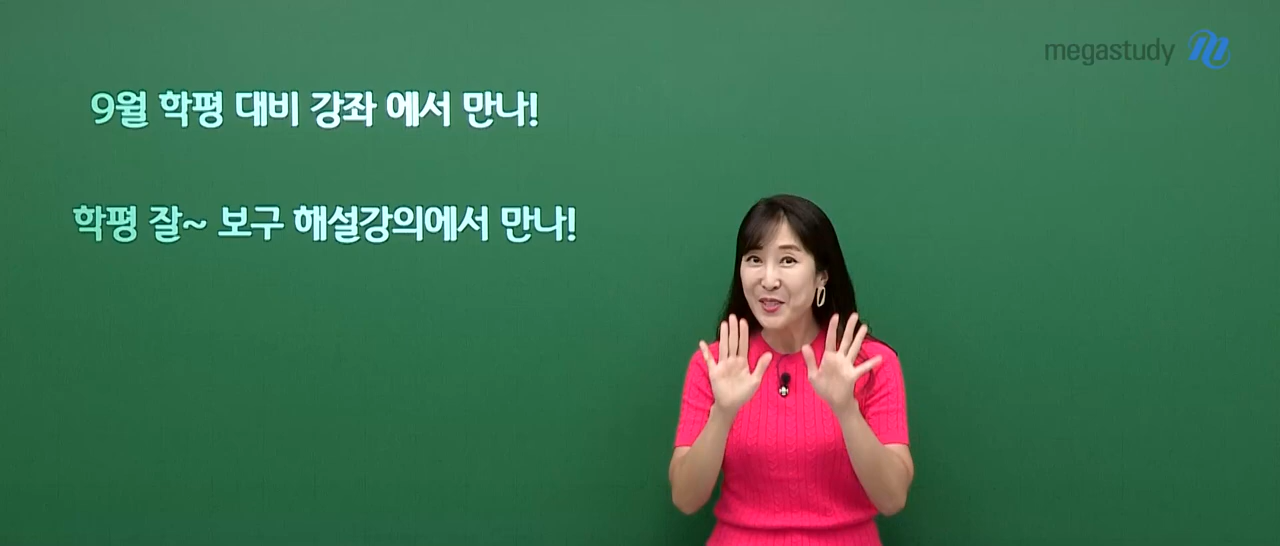 megastudy
9월 학평 대비 강좌 에서 만나!
학평 잘~ 보구 해설강의에서 만나!